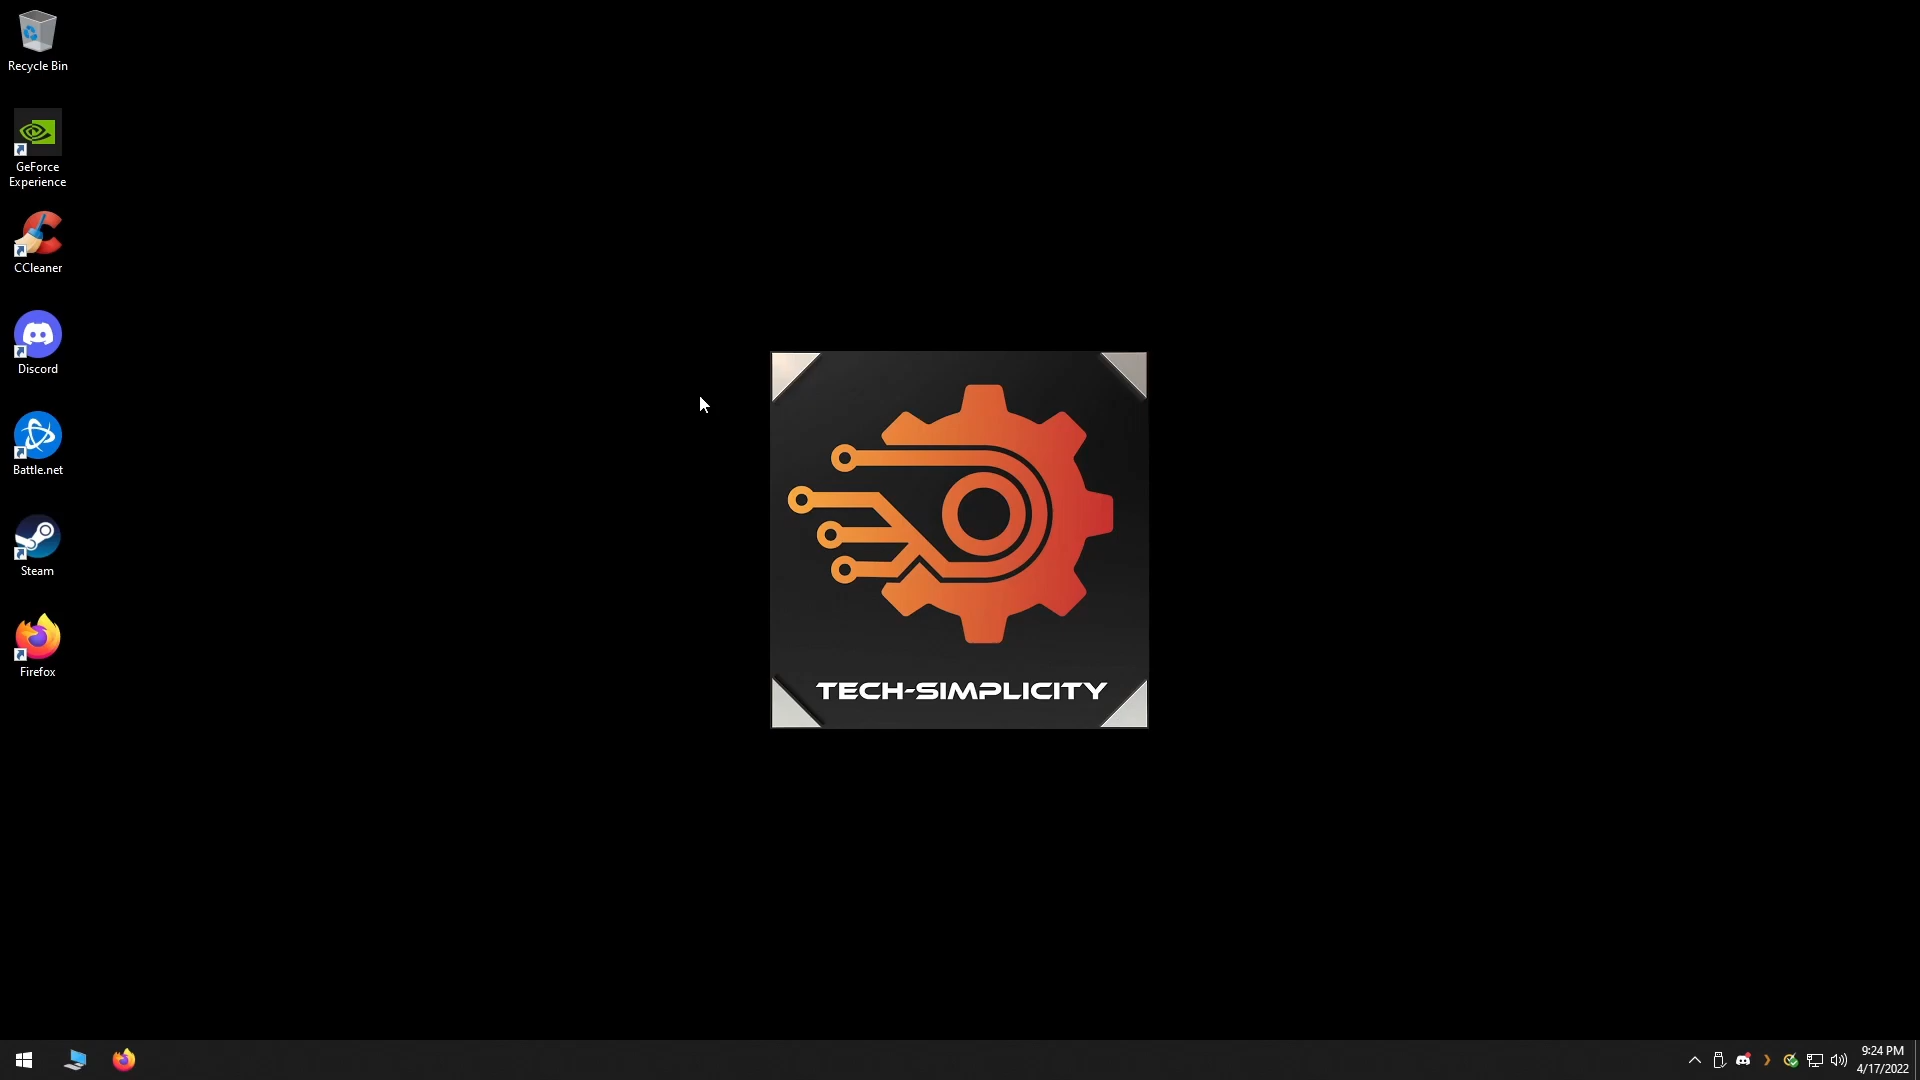 Recycle Bin
GeForce
Experience
CCleaner
Discord
Battle.net
Steam
Firefox
TECH-SIMPLICITY
9:24 PM
4/17/2022